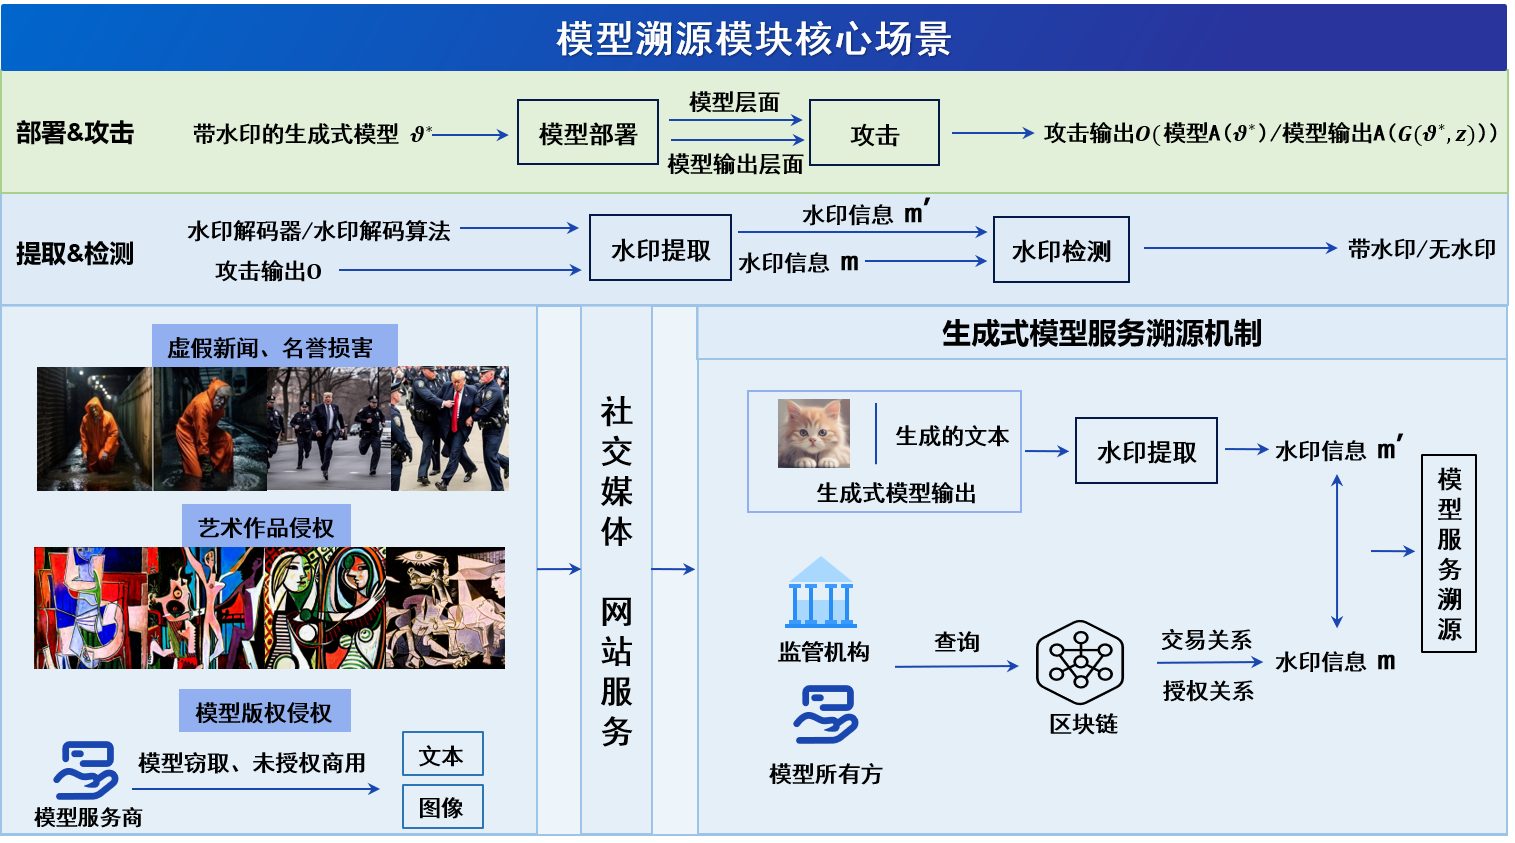 模型溯源模块核心场景
部署&攻击
带水印的生成式模型 𝜗*
模型部署
模型层面
模型输出层面
攻击
攻击输出O(模型A(𝜗*)/模型输出A(G(𝜗*,z)))
提取&检测
水印解码器/水印解码算法
攻击输出O
水印提取
水印信息 m′
水印信息 m
水印检测
带水印/无水印
虚假新闻、名誉损害
艺术作品侵权
模型版权侵权
模型服务商
模型窃取、未授权商用
文本
图像
社交媒体
网站服务
生成式模型服务溯源机制
生成的文本
生成式模型输出
水印提取
水印信息 m′
监管机构
模型所有方
查询
区块链
交易关系
授权关系
水印信息 m
模型服务溯源